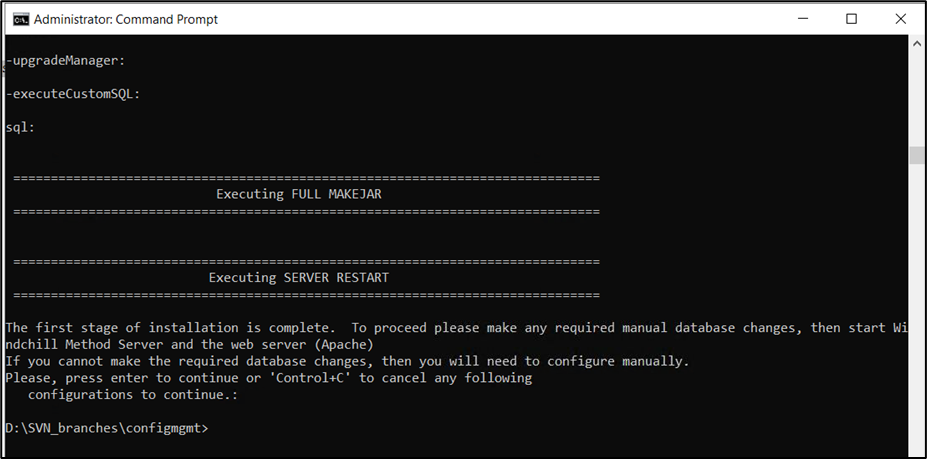 Administrator: Command Prompt
-upgradeManager:
-executeCustomSQL:
sql:
==============================================================================
Executing FULL MAKEJAR
==============================================================================
==============================================================================
Executing SERVER RESTART
==============================================================================
The first stage of installation is complete.  To proceed please make any required manual database changes, then start Wi
ndchill Method Server and the web server (Apache)
If you cannot make the required database changes, then you will need to configure manually.
Please, press enter to continue or 'Control+C' to cancel any following
   configurations to continue.:
D:\SVN_branches\configmgmt>